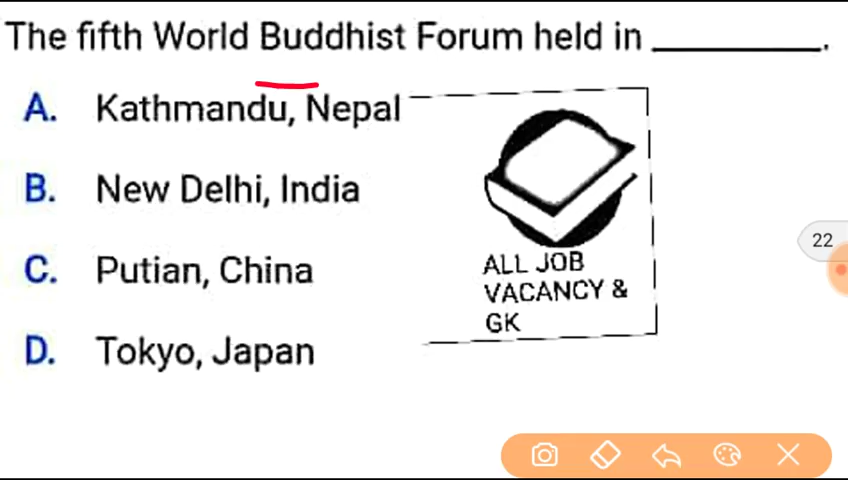 The fifth World Buddhist Forum held in __________.
A. Kathmandu, Nepal
B. New Delhi, India
C. Putian, China
D. Tokyo, Japan
ALL JOB
VACANCY &
GK
22